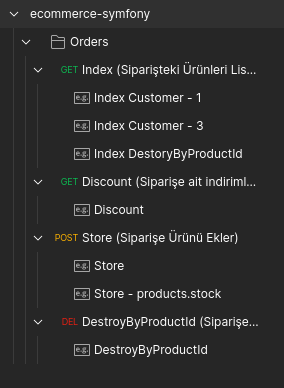 ecommerce-symfony
Orders
GET Index (Siparişteki Ürünleri Lis...
e.g. Index Customer - 1
e.g. Index Customer - 3
e.g. Index DestoryByProductId
GET Discount (Siparişe ait indiriml...
e.g. Discount
POST Store (Siparişe Ürünü Ekler)
e.g. Store
e.g. Store - products.stock
DEL DestroyByProductId (Siparişe...
e.g. DestroyByProductId